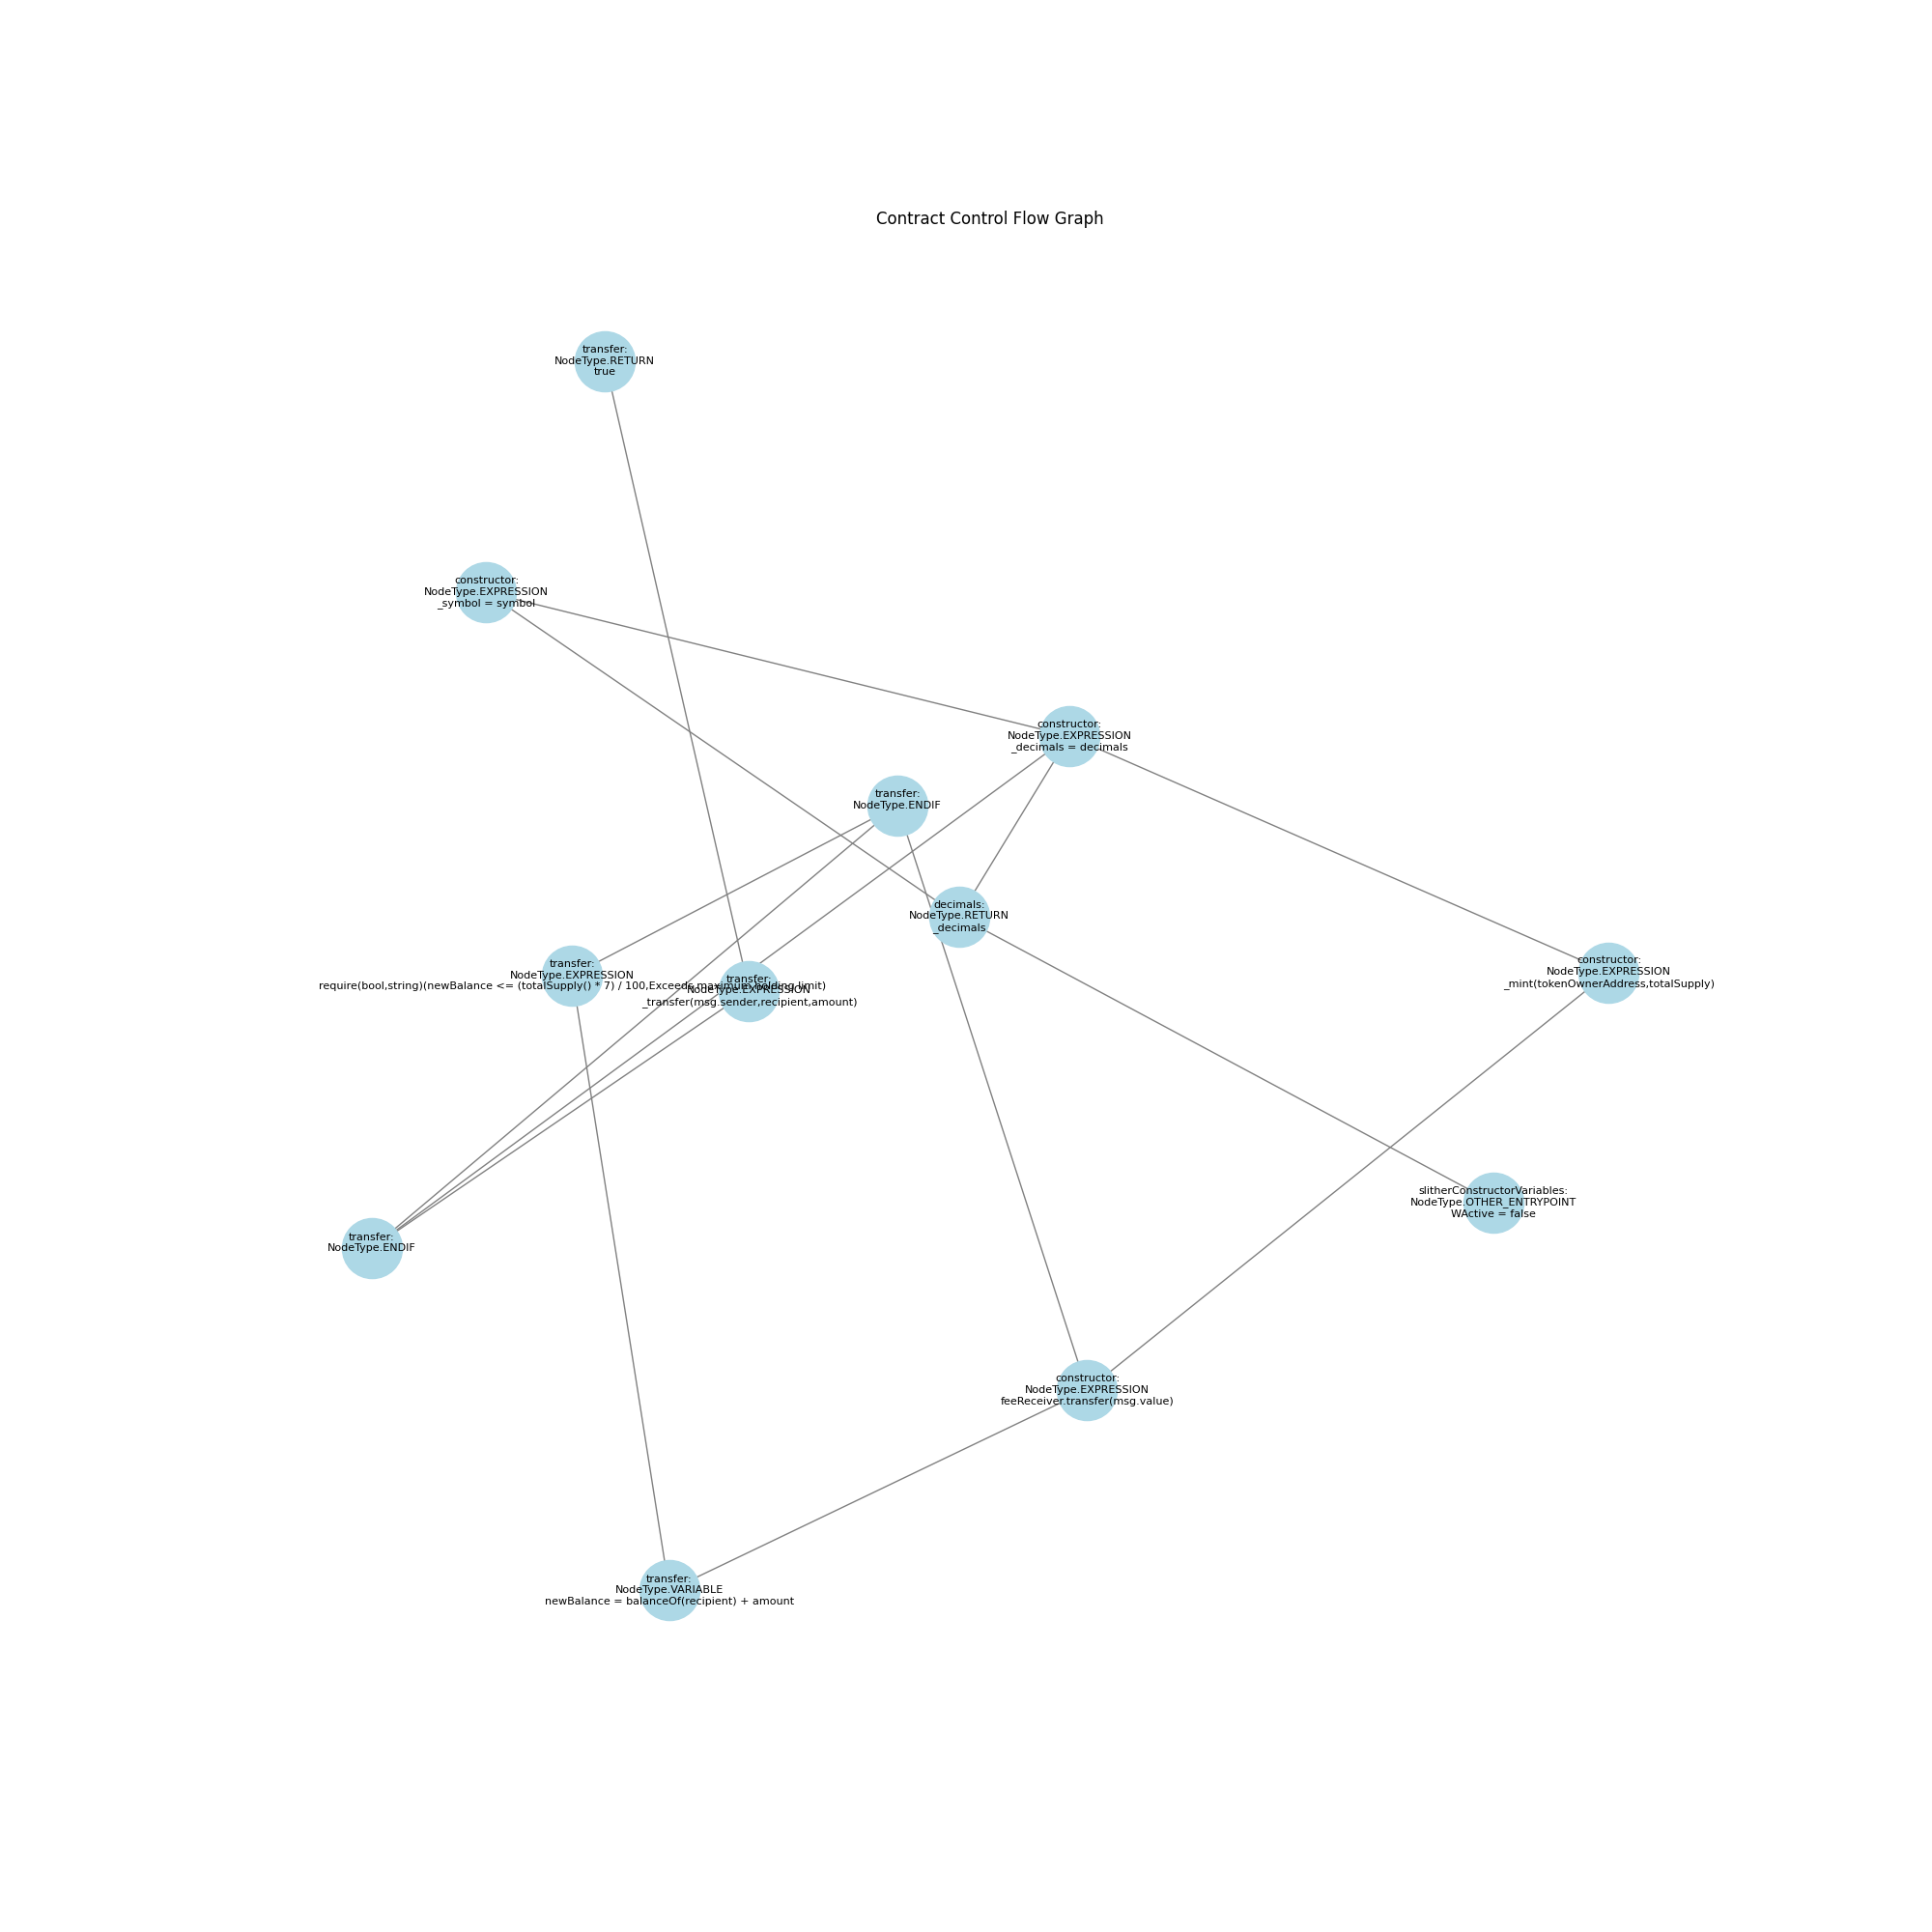 Contract Control Flow Graph
transfer:
NodeType.RETURN
true
constructor:
NodeType.EXPRESSION
_symbol = symbol
constructor:
NodeType.EXPRESSION
_decimals = decimals
transfer:
NodeType.ENDIF
decimals:
NodeType.RETURN
_decimals
transfer:
NodeType.EXPRESSION
require(bool,string)(newBalance <= (totalSupply() * 7) / 100,Exceeds maximum holding limit)
transfer:
NodeType.EXPRESSION
_transfer(msg.sender,recipient,amount)
constructor:
NodeType.EXPRESSION
_mint(tokenOwnerAddress,totalSupply)
slitherConstructorVariables:
NodeType.OTHER_ENTRYPOINT
WActive = false
transfer:
NodeType.ENDIF
constructor:
NodeType.EXPRESSION
feeReceiver.transfer(msg.value)
transfer:
NodeType.VARIABLE
newBalance = balanceOf(recipient) + amount